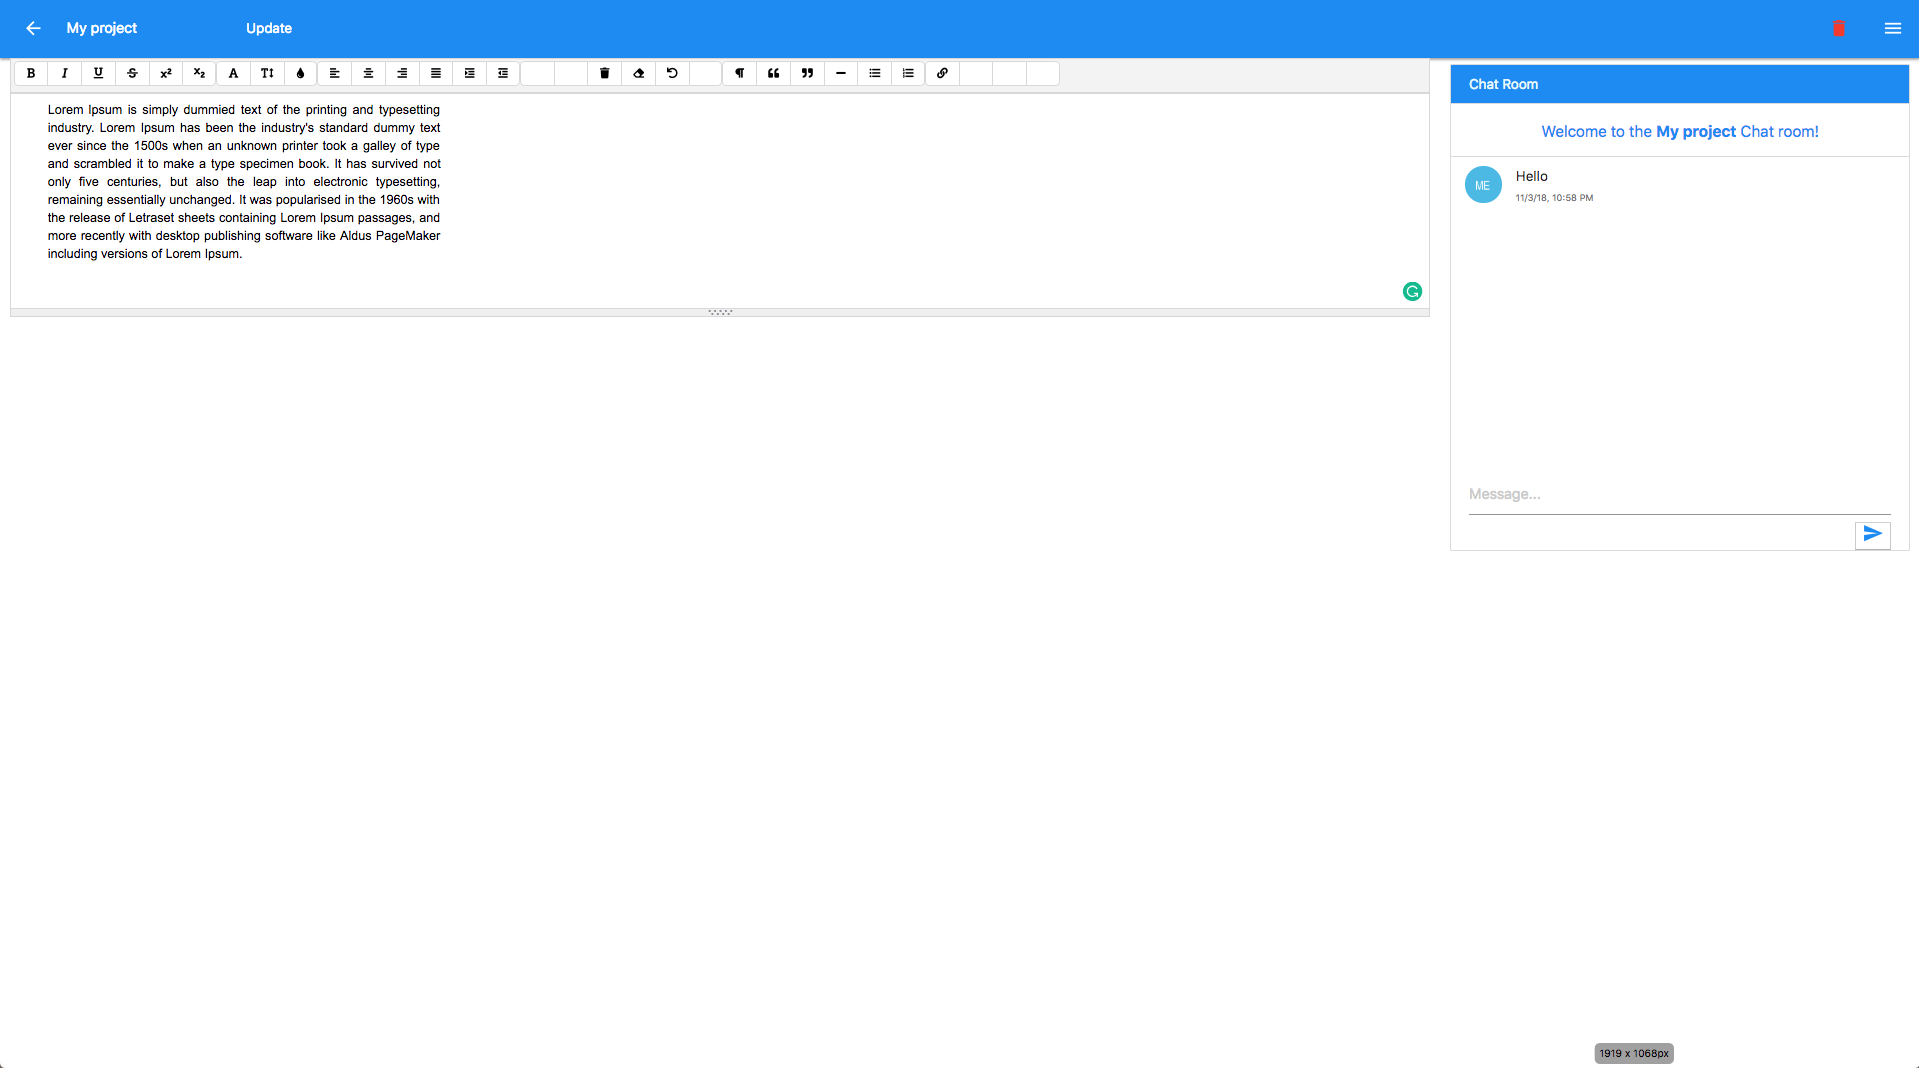 My project Update
B I U S x² x₂ A T
Lorem Ipsum is simply dummied text of the printing and typesetting
industry. Lorem Ipsum has been the industry's standard dummy text
ever since the 1500s when an unknown printer took a galley of type
and scrambled it to make a type specimen book. It has survived not
only five centuries, but also the leap into electronic typesetting,
remaining essentially unchanged. It was popularised in the 1960s with
the release of Letraset sheets containing Lorem Ipsum passages, and
more recently with desktop publishing software like Aldus PageMaker
including versions of Lorem Ipsum.
Chat Room
Welcome to the My project Chat room!
ME
Hello
11/3/18, 10:58 PM
Message...
1919 x 1068px